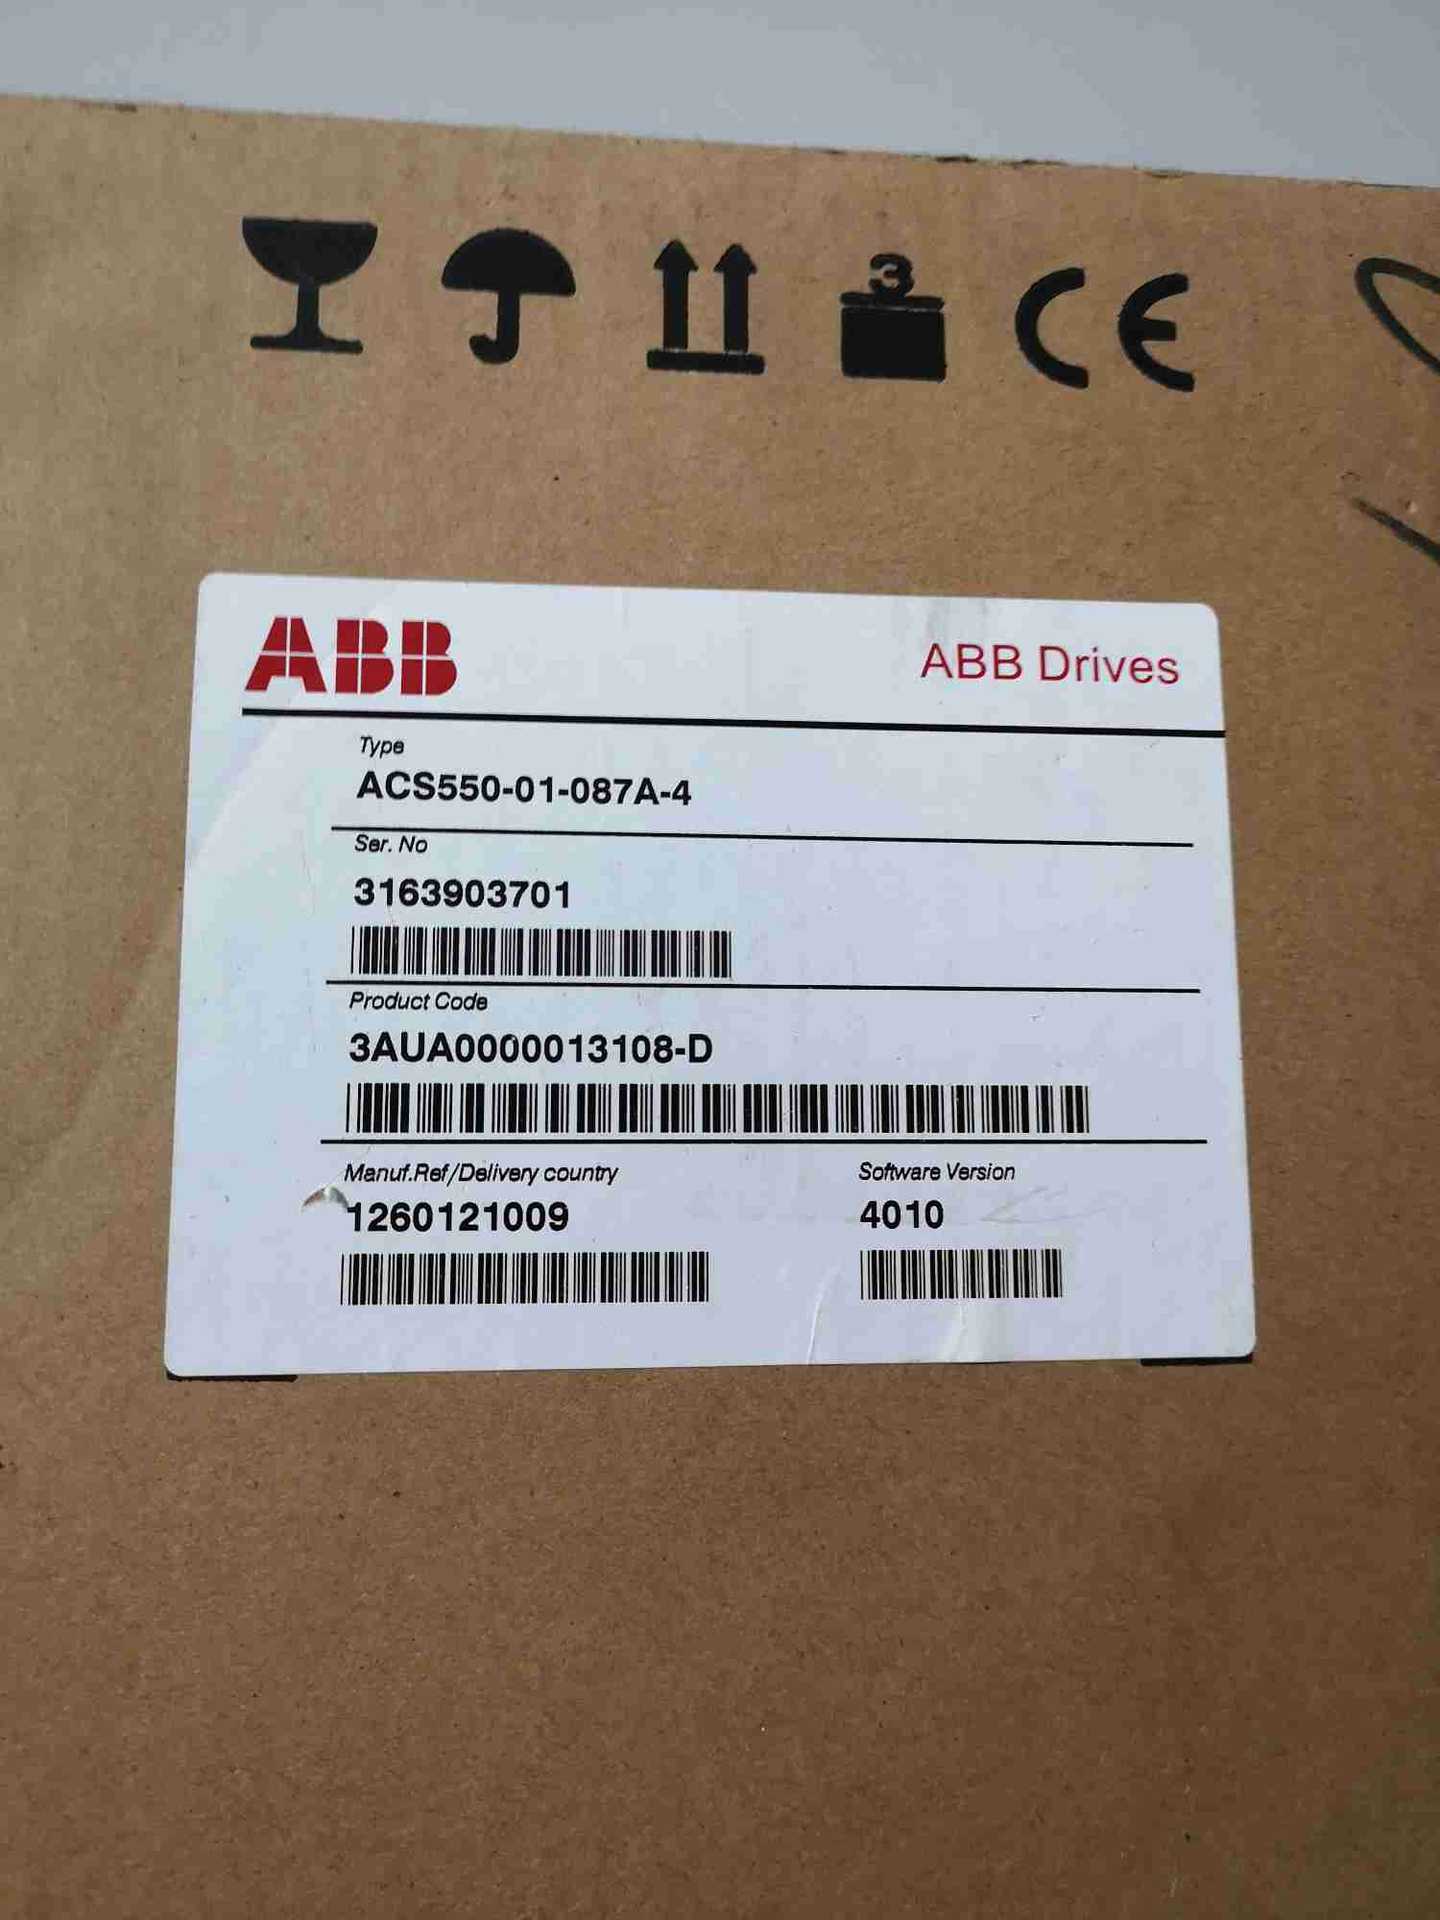 3
CE
ABB
ABB Drives
Type
ACS550-01-087A-4
Ser. No
3163903701
Product Code
3AUA0000013108-D
Manuf.Ref/Delivery country
Software Version
1260121009
4010